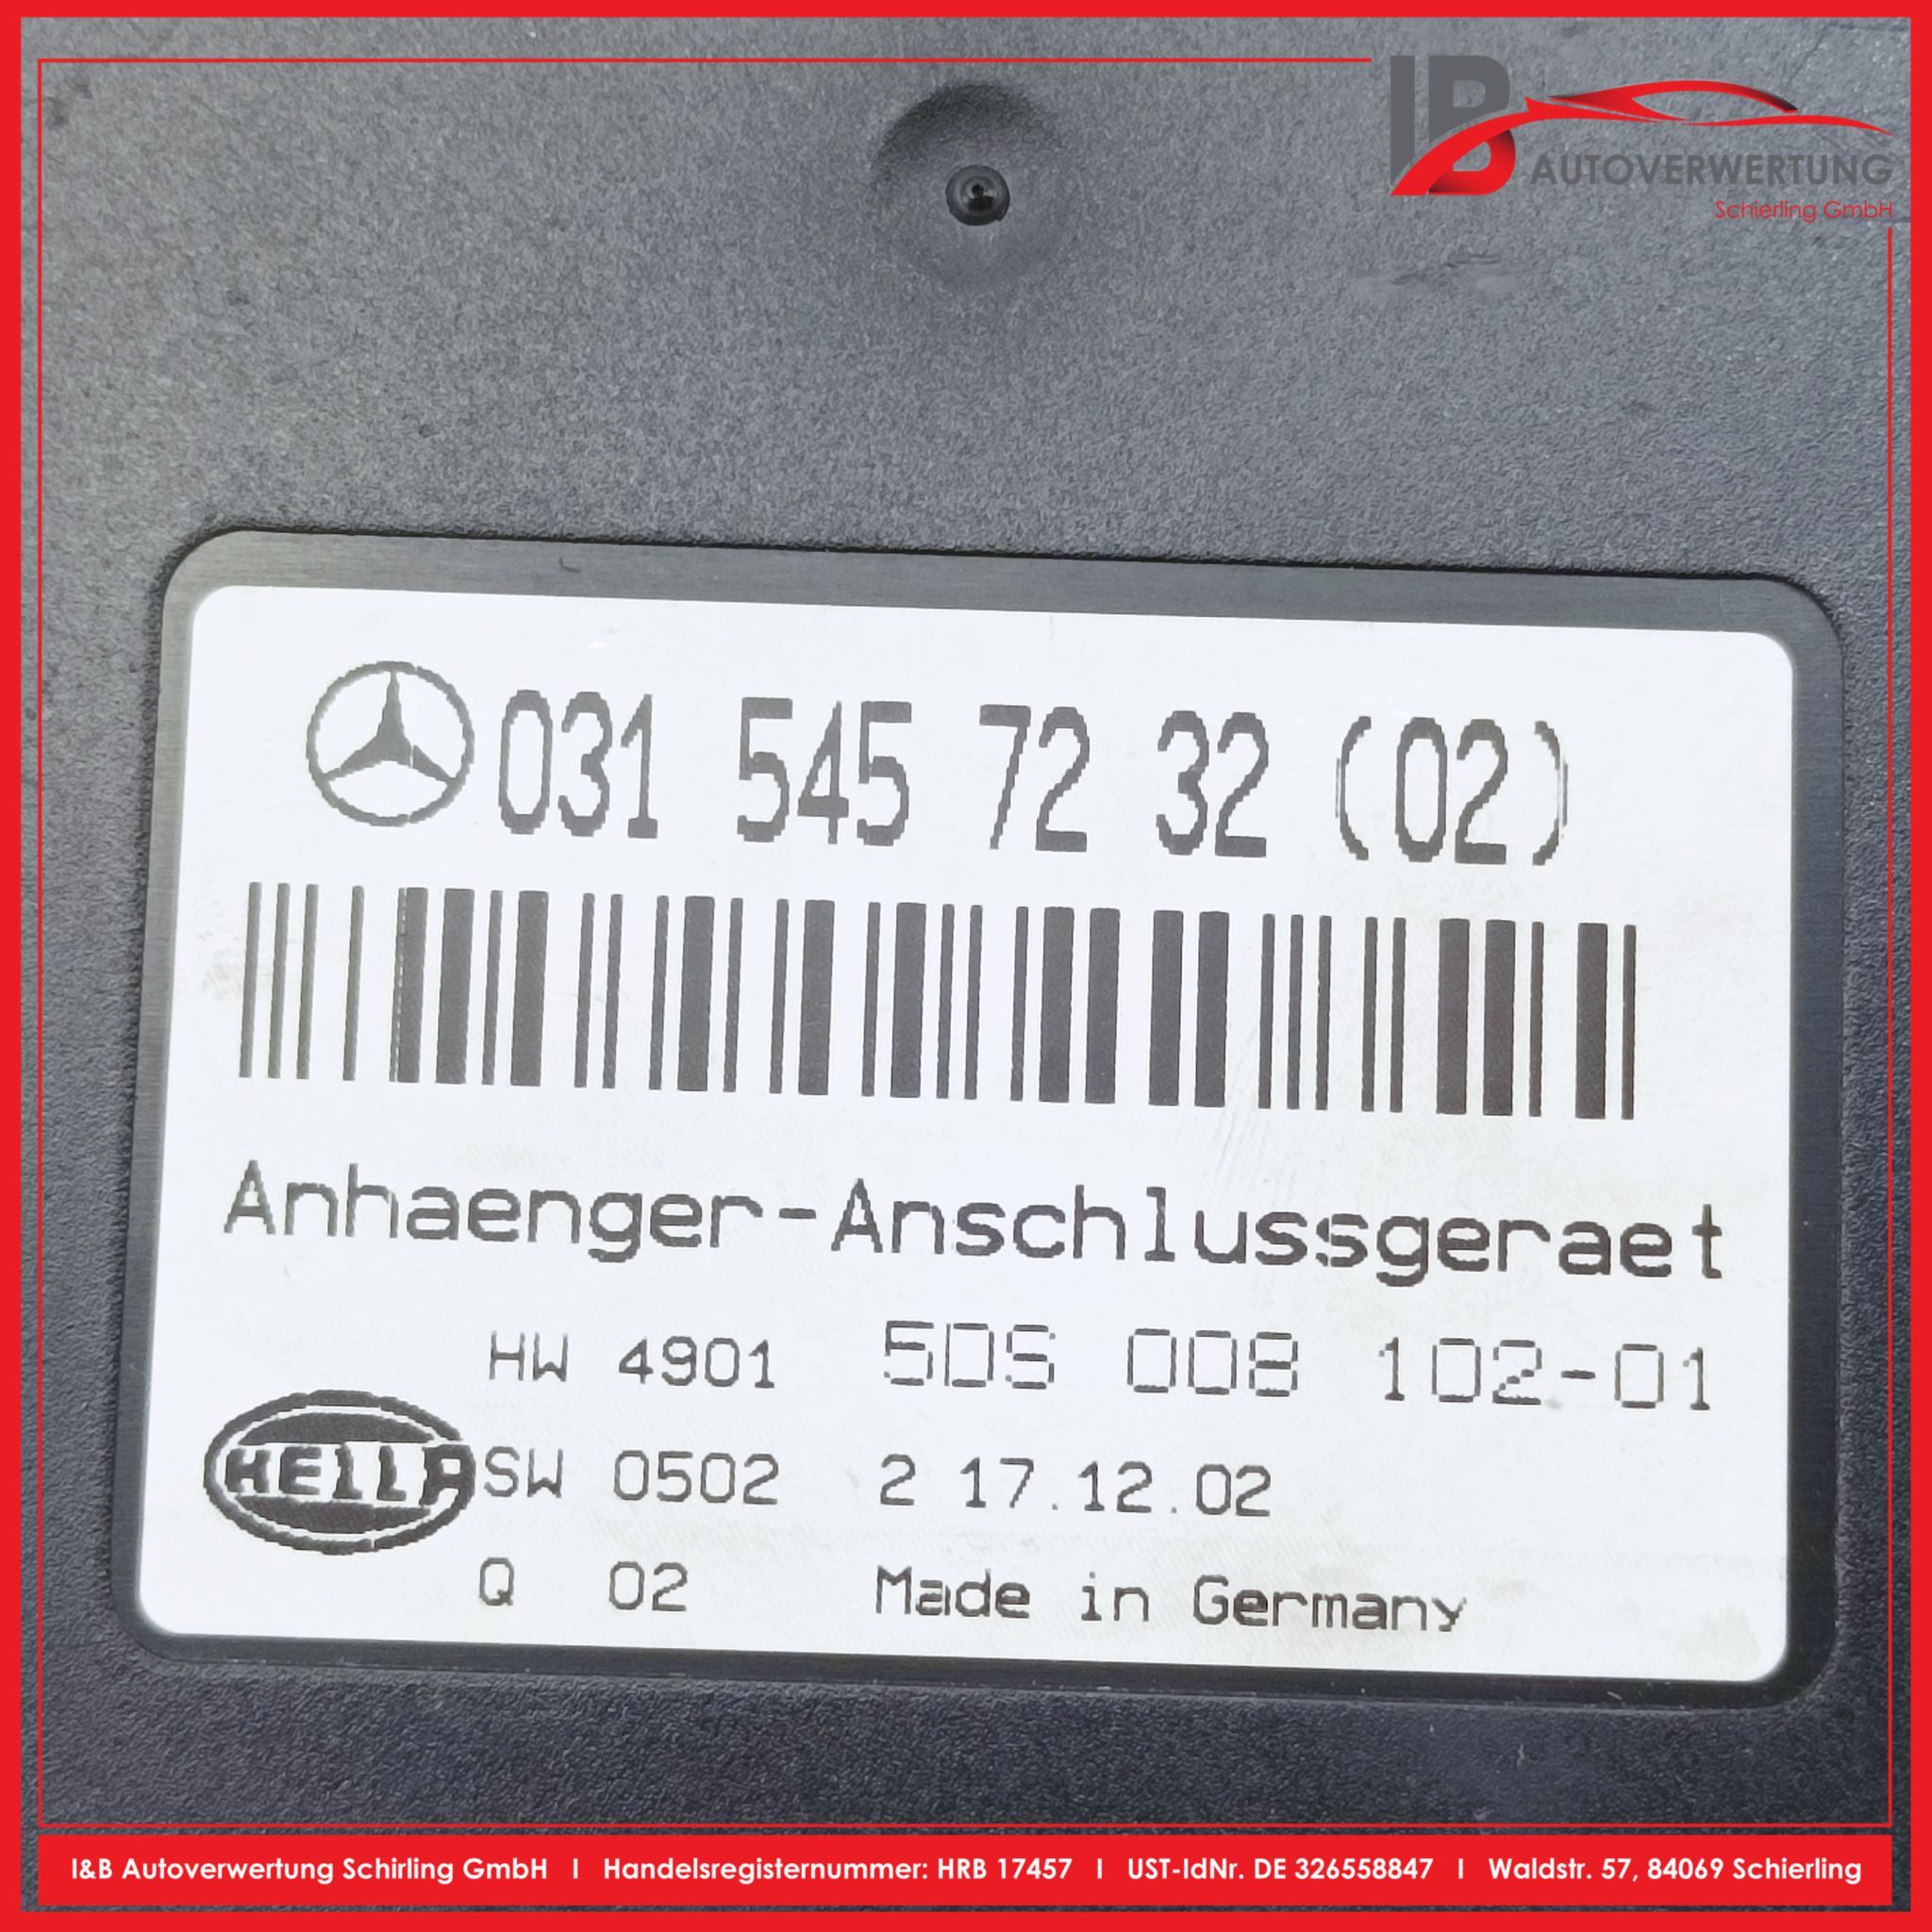 IB
AUTOVERWERTUNG
Schierling GmbH
031 545 72 32 (02)
Anhaenger-Anschlussgeraet
HW 4901 5DS 008 102-01
HELLA SW 0502 2 17.12.02
Q 02 Made in Germany
I&B Autoverwertung Schirling GmbH I Handelsregisternummer: HRB 17457 I UST-IdNr. DE 326558847 I Waldstr. 57, 84069 Schierling